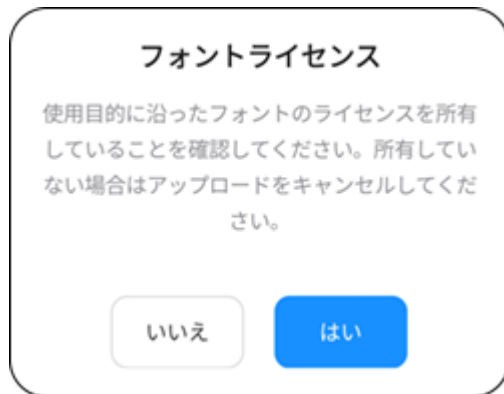 フォントライセンス
使用目的に沿ったフォントのライセンスを所有
していることを確認してください。所有してい
ない場合はアップロードをキャンセルしてくだ
さい。
いいえ はい